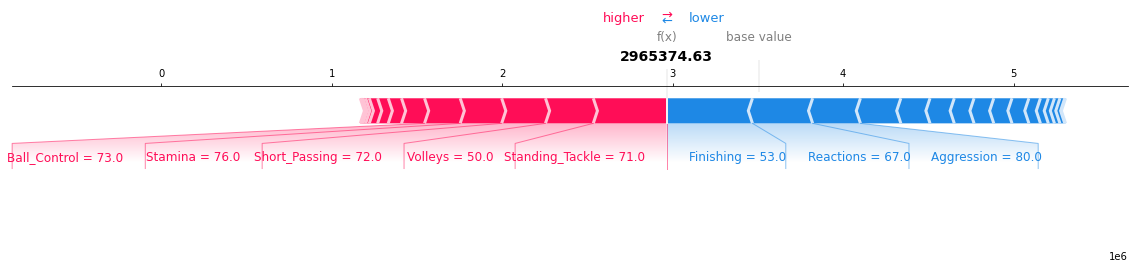 higher ⇄ lower
f(x) base value
2965374.63
0 1 2 3 4 5
Ball_Control = 73.0 Stamina = 76.0 Short_Passing = 72.0 Volleys = 50.0 Standing_Tackle = 71.0 Finishing = 53.0 Reactions = 67.0 Aggression = 80.0
1e6